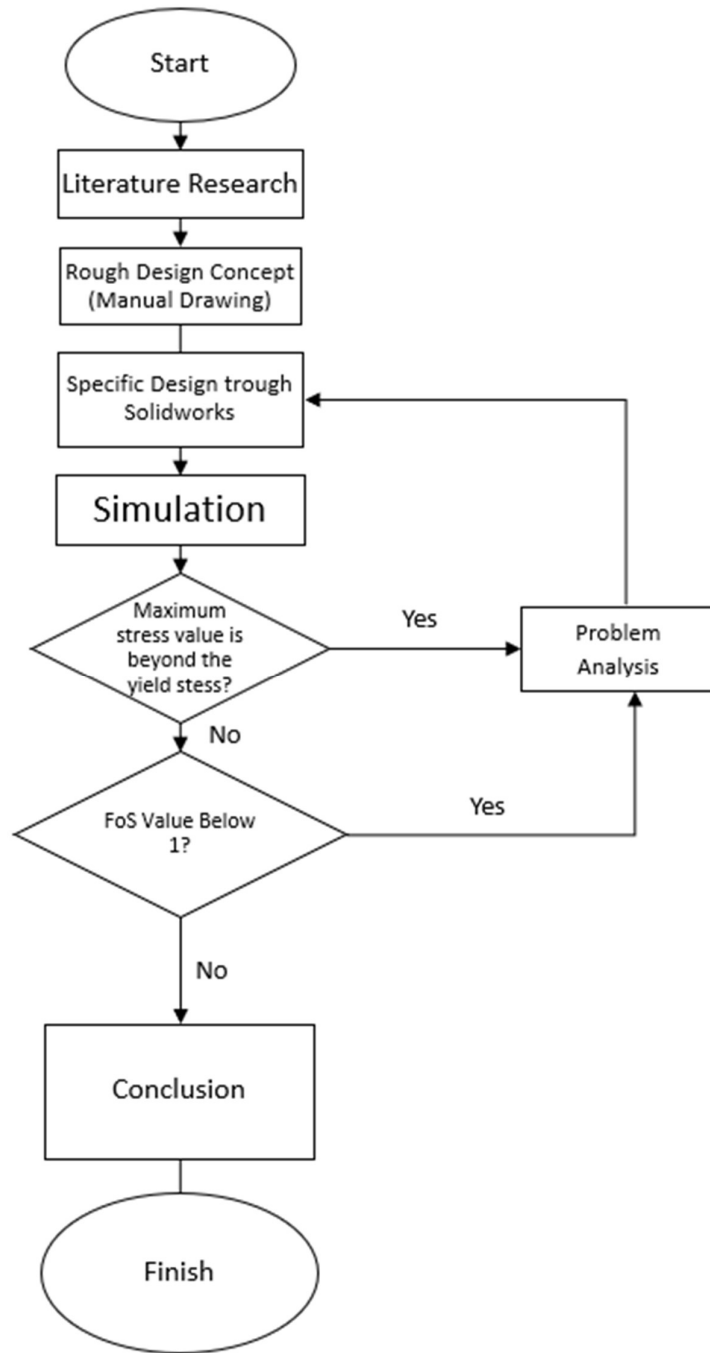 Start
Literature Research
Rough Design Concept
(Manual Drawing)
Specific Design trough
Solidworks
Simulation
Maximum
stress value is
beyond the
yield stess?
Yes
Problem
Analysis
No
FoS Value Below
1?
Yes
No
Conclusion
Finish